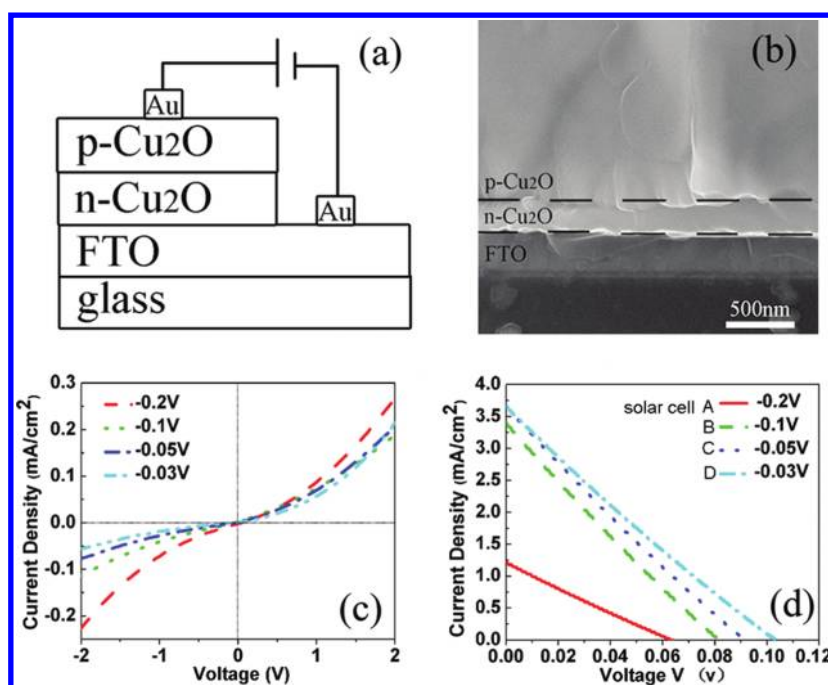 (a)
Au
p-Cu2O
n-Cu2O
Au
FTO
glass
(b)
p-Cu2O
n-Cu2O
FTO
500nm
0.3
0.2
0.1
0.0
-0.1
-0.2
Current Density (mA/cm²)
-0.2V
-0.1V
-0.05V
-0.03V
(c)
-2 -1 0 1 2
Voltage (V)
4.0
3.5
3.0
2.5
2.0
1.5
1.0
0.5
0.0
Current Density (mA/cm²)
solar cell A -0.2V
B -0.1V
C -0.05V
D -0.03V
(d)
0.00 0.02 0.04 0.06 0.08 0.10 0.12
Voltage V (v)